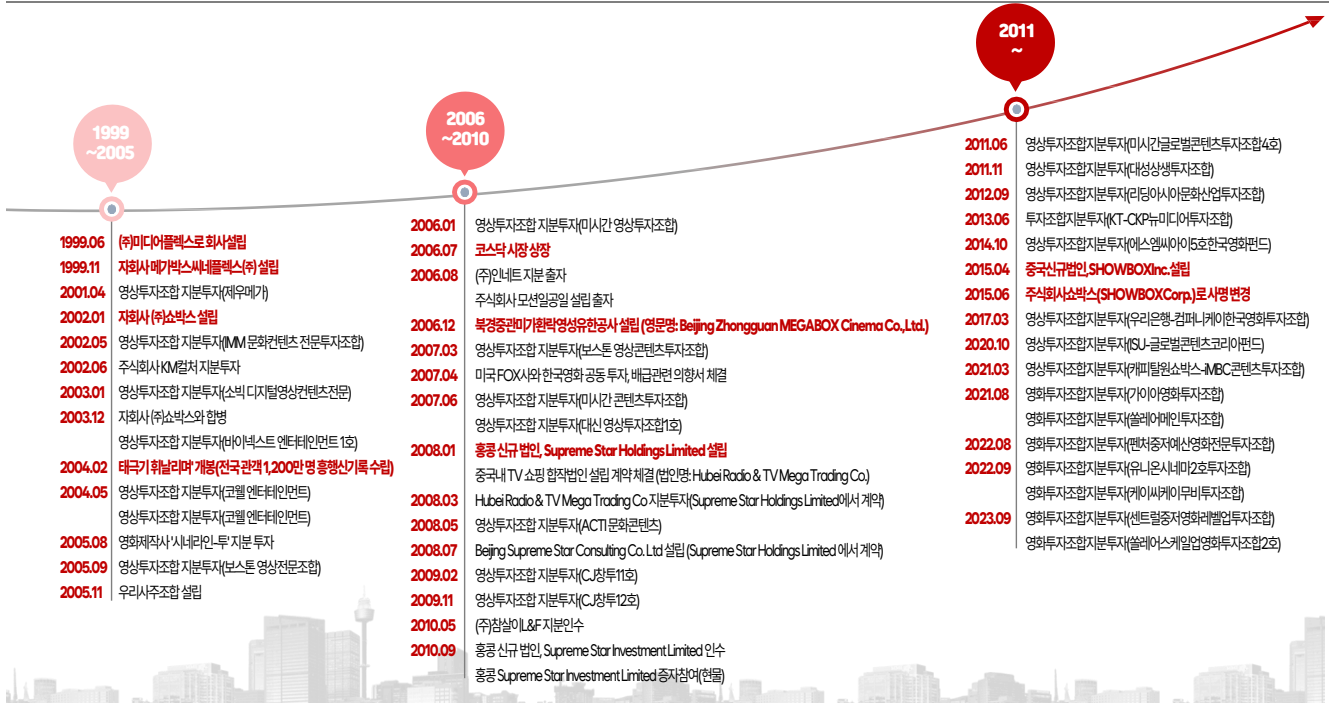 1999
~2005
1999.06 ㈜미디어플렉스로 회사설립
1999.11 자회사 메가박스씨네플렉스㈜ 설립
2001.04 영상투자조합 지분투자(제우메가)
2002.01 자회사 ㈜쇼박스 설립
2002.05 영상투자조합 지분투자(IMM 문화컨텐츠 전문투자조합)
2002.06 주식회사 KM컬처 지분투자
2003.01 영상투자조합 지분투자(소빅 디지털영상컨텐츠전문)
2003.12 자회사 ㈜쇼박스와 합병
영상투자조합 지분투자(바이넥스트 엔터테인먼트 1호)
2004.02 태극기 휘날리며' 개봉(전국 관객 1,200만 명 흥행신기록 수립)
2004.05 영상투자조합 지분투자(코웰 엔터테인먼트)
영상투자조합 지분투자(코웰 엔터테인먼트)
2005.08 영화제작사 '시네라인-투' 지분 투자
2005.09 영상투자조합 지분투자(보스톤 영상전문조합)
2005.11 우리사주조합 설립
2006
~2010
2006.01 영상투자조합 지분투자(미시간 영상투자조합)
2006.07 코스닥 시장 상장
2006.08 (주)인네트 지분 출자
주식회사 모션일공일 설립 출자
2006.12 북경중관미가환락영성유한공사 설립 (영문명: Beijing Zhongguan MEGABOX Cinema Co.,Ltd.)
2007.03 영상투자조합 지분투자(보스톤 영상콘텐츠투자조합)
2007.04 미국 FOX사와 한국영화 공동 투자, 배급관련 의향서 체결
2007.06 영상투자조합 지분투자(미시간 콘텐츠투자조합)
영상투자조합 지분투자(대신 영상투자조합1호)
2008.01 홍콩 신규 법인, Supreme Star Holdings Limited 설립
중국내 TV 쇼핑 합작법인 설립 계약 체결 (법인명: Hubei Radio & TV Mega Trading Co.)
2008.03 Hubei Radio & TV Mega Trading Co 지분투자(Supreme Star Holdings Limited에서 계약)
2008.05 영상투자조합 지분투자(ACTI 문화콘텐츠)
2008.07 Beijing Supreme Star Consulting Co. Ltd 설립 (Supreme Star Holdings Limited 에서 계약)
2009.02 영상투자조합 지분투자(CJ창투11호)
2009.11 영상투자조합 지분투자(CJ창투12호)
2010.05 (주)참살이L&F 지분인수
2010.09 홍콩 신규 법인, Supreme Star Investment Limited 인수
홍콩 Supreme Star Investment Limited 증자참여(현물)
2011
~
2011.06 영상투자조합지분투자(미시간글로벌콘텐츠투자조합4호)
2011.11 영상투자조합지분투자(대성상생투자조합)
2012.09 영상투자조합지분투자(리딩아시아문화산업투자조합)
2013.06 투자조합지분투자(KT-CKP뉴미디어투자조합)
2014.10 영상투자조합지분투자(에스엠씨아이5호한국영화펀드)
2015.04 중국신규법인,SHOWBOXInc.설립
2015.06 주식회사쇼박스(SHOWBOXCorp.)로 사명 변경
2017.03 영상투자조합지분투자(우리은행-컴퍼니케이한국영화투자조합)
2020.10 영상투자조합지분투자(ISU-글로벌콘텐츠코리아펀드)
2021.03 영상투자조합지분투자(캐피탈원쇼박스-iMBC콘텐츠투자조합)
2021.08 영화투자조합지분투자(가이아영화투자조합)
영화투자조합지분투자(쏠레어메인투자조합)
2022.08 영화투자조합지분투자(펜처중저예산영화전문투자조합)
2022.09 영화투자조합지분투자(유니온시네마2호투자조합)
영화투자조합지분투자(케이씨케이무비투자조합)
2023.09 영화투자조합지분투자(센트럴중저영화레벨업투자조합)
영화투자조합지분투자(쏠레어스케일업영화투자조합2호)